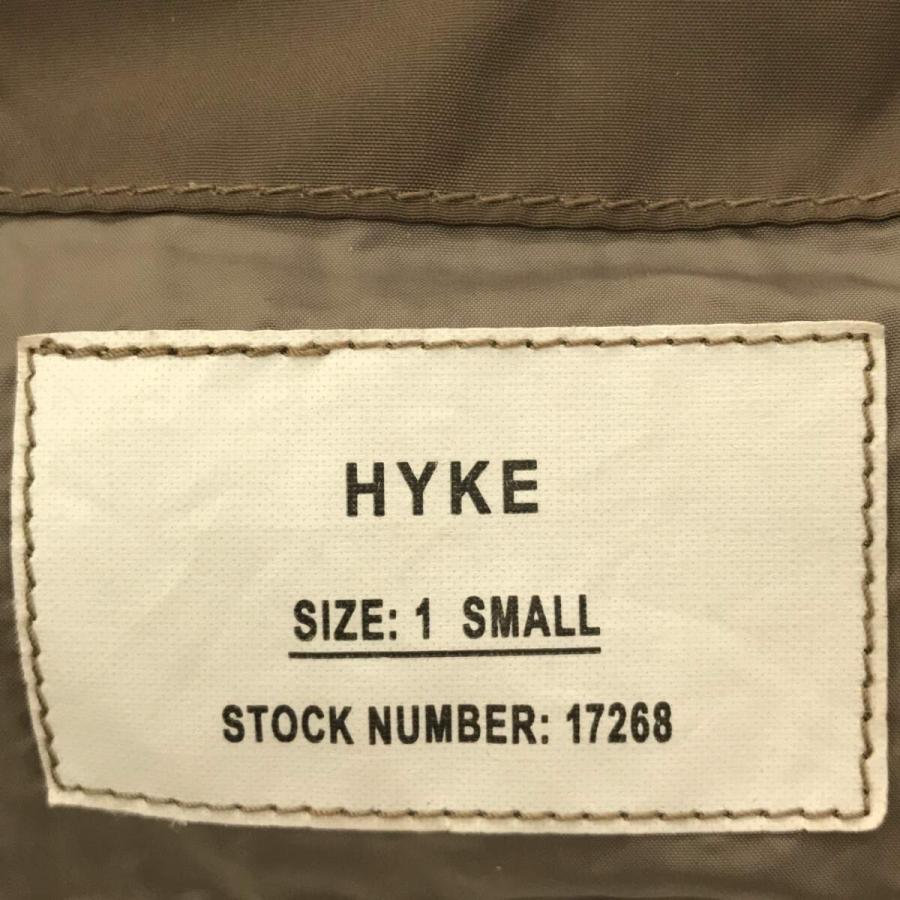 HYKE
SIZE: 1 SMALL
STOCK NUMBER: 17268